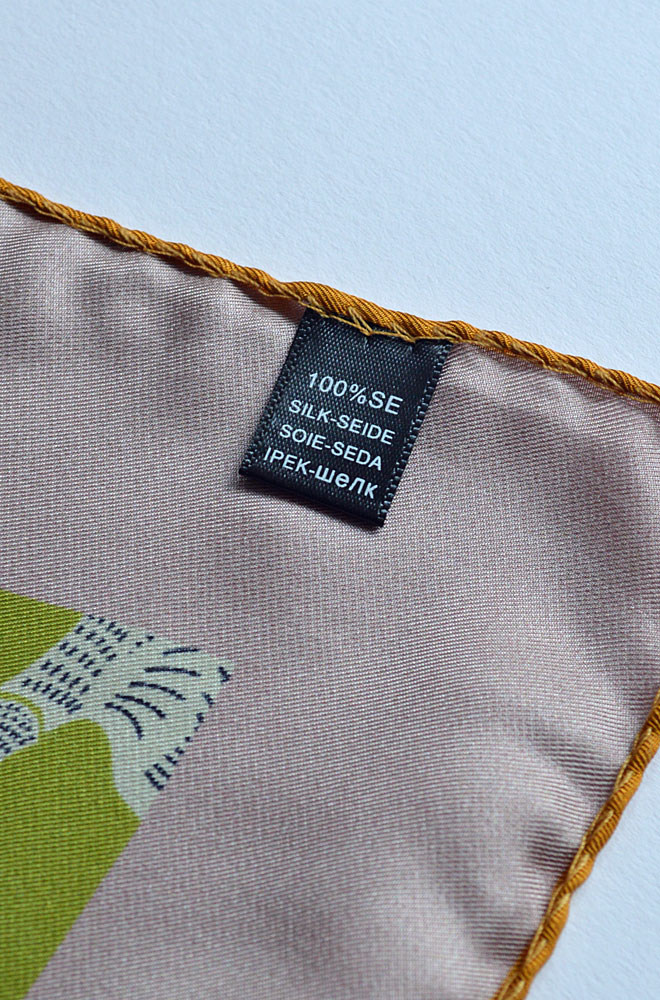 100%SE
SILK-SEIDE
SOIE-SEDA
IPEK-шелк